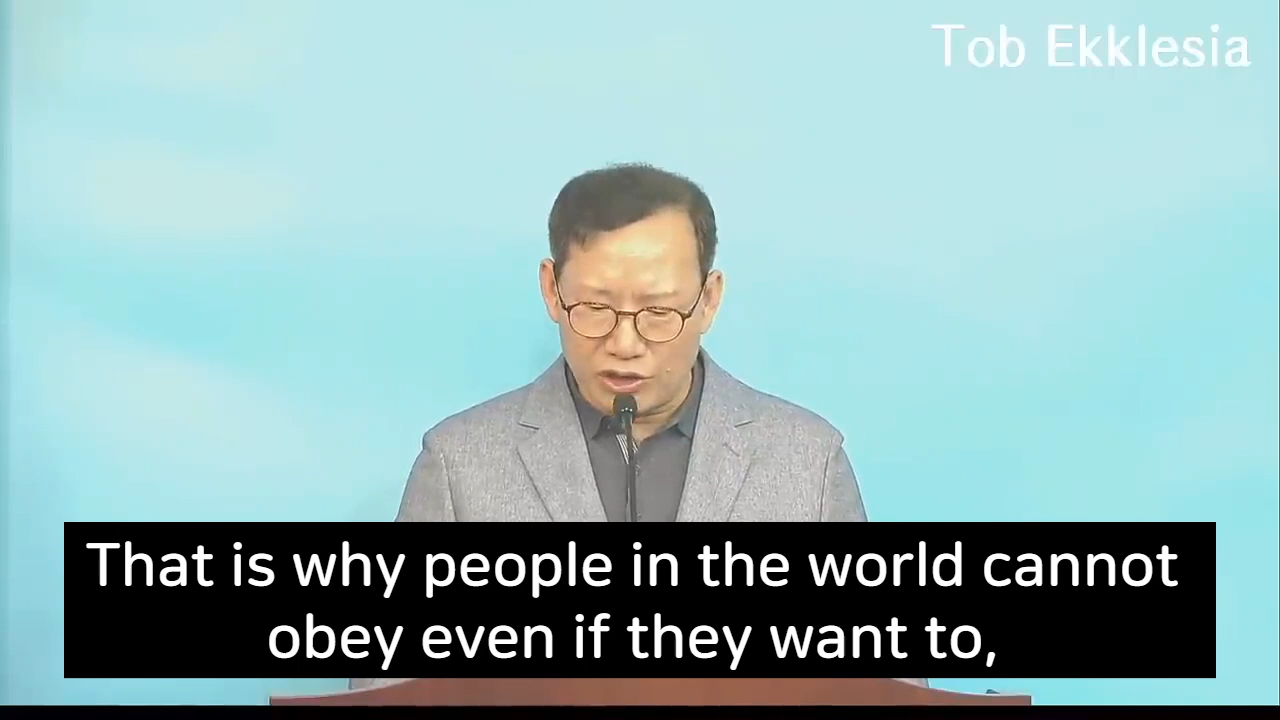 Tob Ekklesia
That is why people in the world cannot
obey even if they want to,